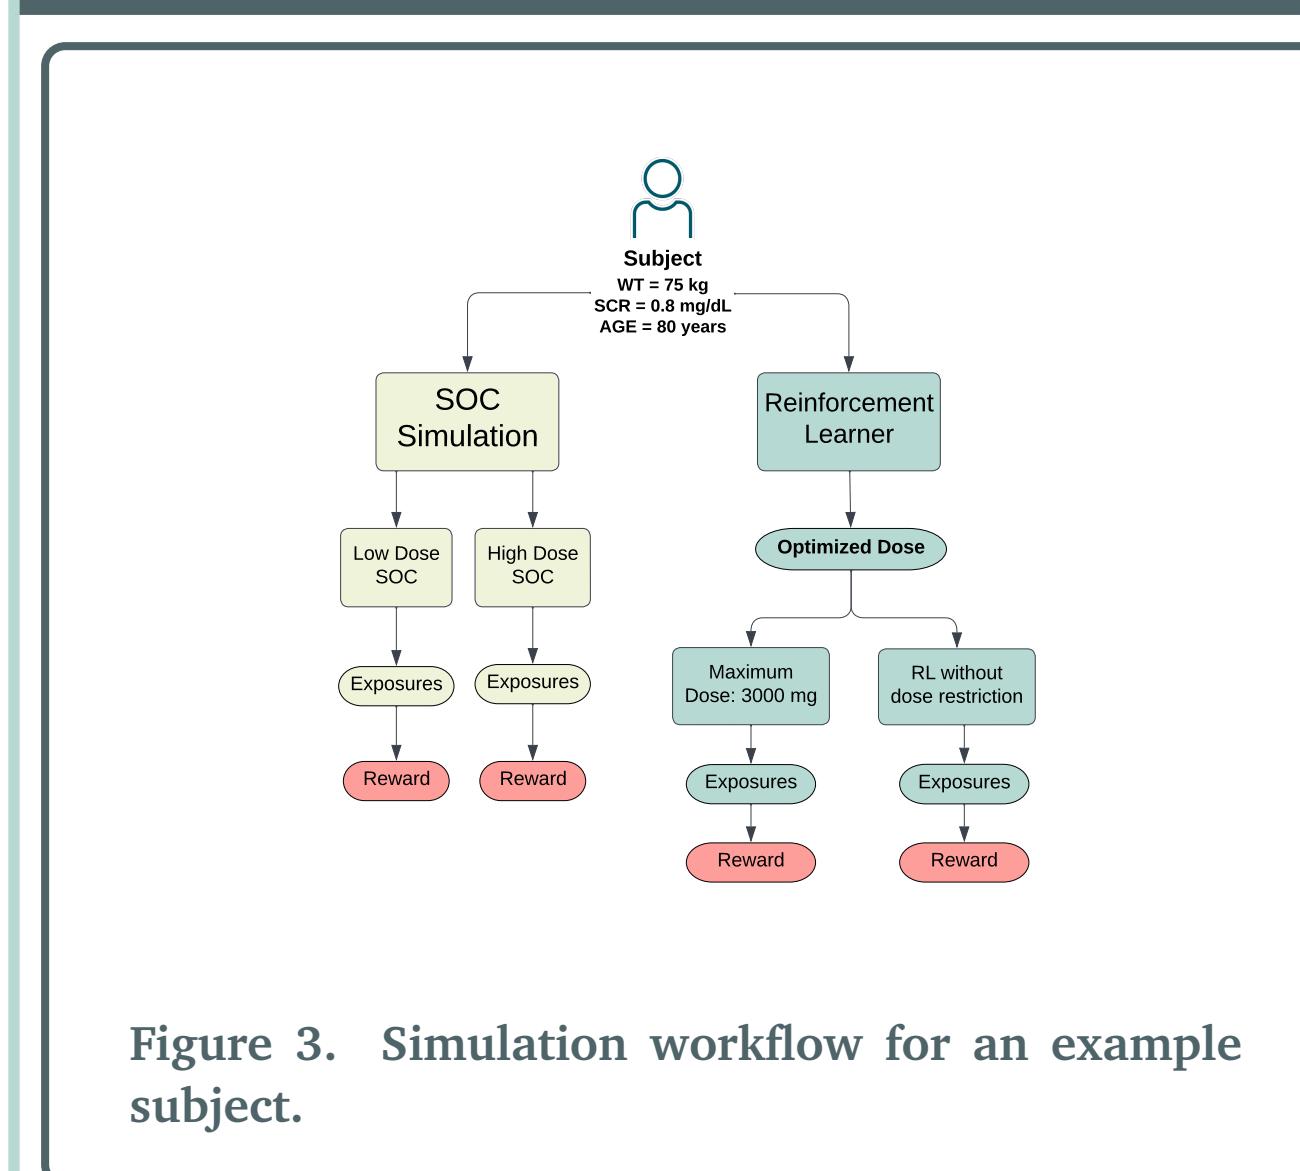 Subject
WT = 75 kg
SCR = 0.8 mg/dL
AGE = 80 years
SOC
Simulation
Reinforcement
Learner
Low Dose
SOC
High Dose
SOC
Optimized Dose
Exposures
Exposures
Maximum
Dose: 3000 mg
RL without
dose restriction
Reward
Reward
Exposures
Exposures
Reward
Reward
Figure 3. Simulation workflow for an example
subject.